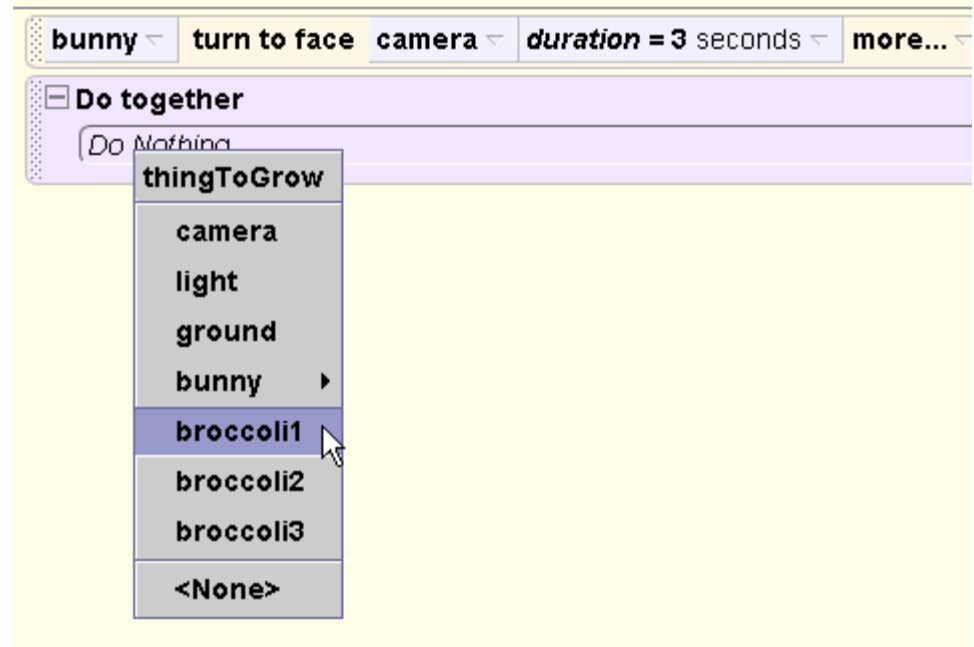 bunny turn to face camera duration = 3 seconds more...
Do together
Do Nothing
thingToGrow
camera
light
ground
bunny
broccoli1
broccoli2
broccoli3
<None>